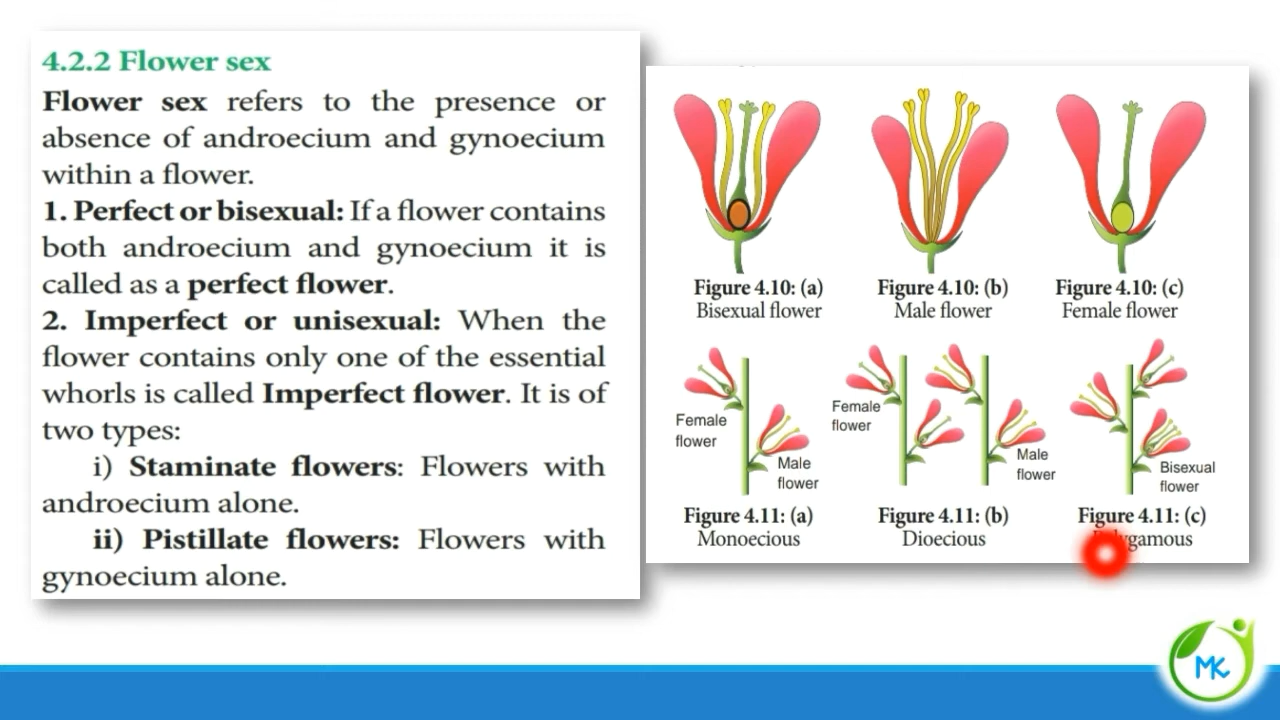 4.2.2 Flower sex
Flower sex refers to the presence or
absence of androecium and gynoecium
within a flower.
1. Perfect or bisexual: If a flower contains
both androecium and gynoecium it is
called as a perfect flower.
2. Imperfect or unisexual: When the
flower contains only one of the essential
whorls is called Imperfect flower. It is of
two types:
i) Staminate flowers: Flowers with
androecium alone.
ii) Pistillate flowers: Flowers with
gynoecium alone.
Figure 4.10: (a)
Bisexual flower
Figure 4.10: (b)
Male flower
Figure 4.10: (c)
Female flower
Female
flower
Male
flower
Figure 4.11: (a)
Monoecious
Female
flower
Male
flower
Figure 4.11: (b)
Dioecious
Bisexual
flower
Figure 4.11: (c)
MK